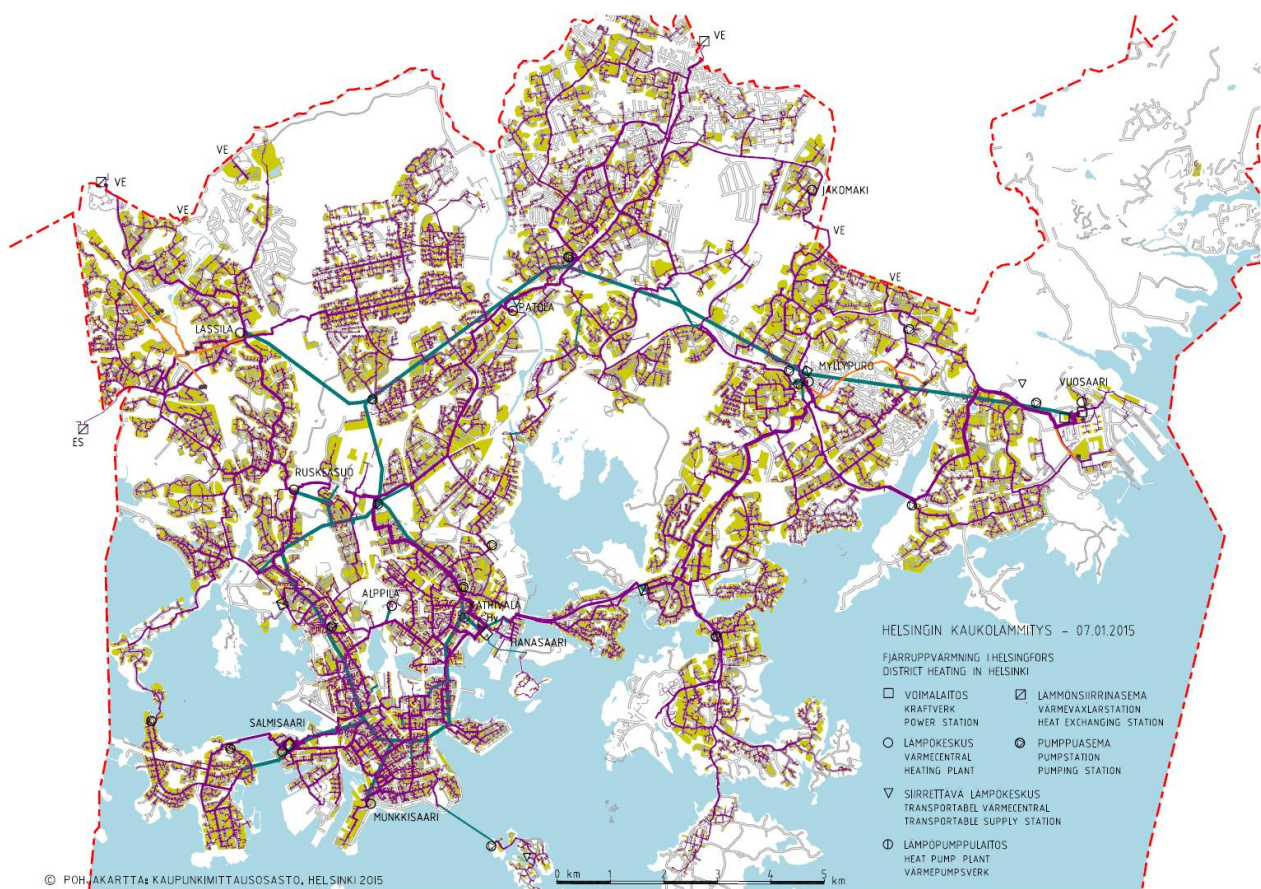 VE
VE
VE
VE
JAKOMÄKI
VE
VE
PATOLA
LASSILA
MYLLYPURO
VUOSAARI
ES
RUSKEASUO
ALPPILA
KATRIVALA
HV
HANASAARI
SALMISAARI
MUNKKISAARI
HELSINGIN KAUKOLÄMMITYS - 07.01.2015
FJÄRRUPPVÄRMNING I HELSINGFORS
DISTRICT HEATING IN HELSINKI
VOIMALAITOS
KRAFTVERK
POWER STATION
LÄMMÖNSIIRRINASEMA
VÄRMEVÄXLARSTATION
HEAT EXCHANGING STATION
LÄMPÖKESKUS
VÄRMECENTRAL
HEATING PLANT
PUMPPUASEMA
PUMPSTATION
PUMPING STATION
SIIRRETTÄVÄ LÄMPÖKESKUS
TRANSPORTABEL VÄRMECENTRAL
TRANSPORTABLE SUPPLY STATION
LÄMPÖPUMPPULAITOS
HEAT PUMP PLANT
VÄRMEPUMPSVERK
0 km 1 2 3 4 5
km
© POHJAKARTTA: KAUPUNKIMITTAUSOSASTO, HELSINKI 2015